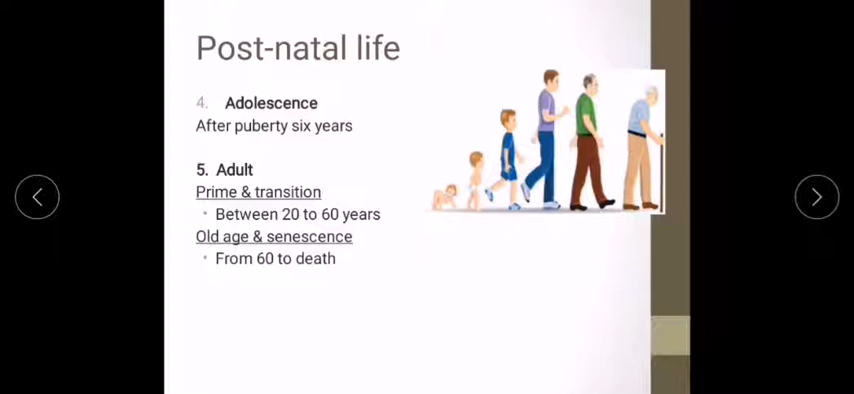 Post-natal life
4. Adolescence
After puberty six years
5. Adult
Prime & transition
• Between 20 to 60 years
Old age & senescence
• From 60 to death